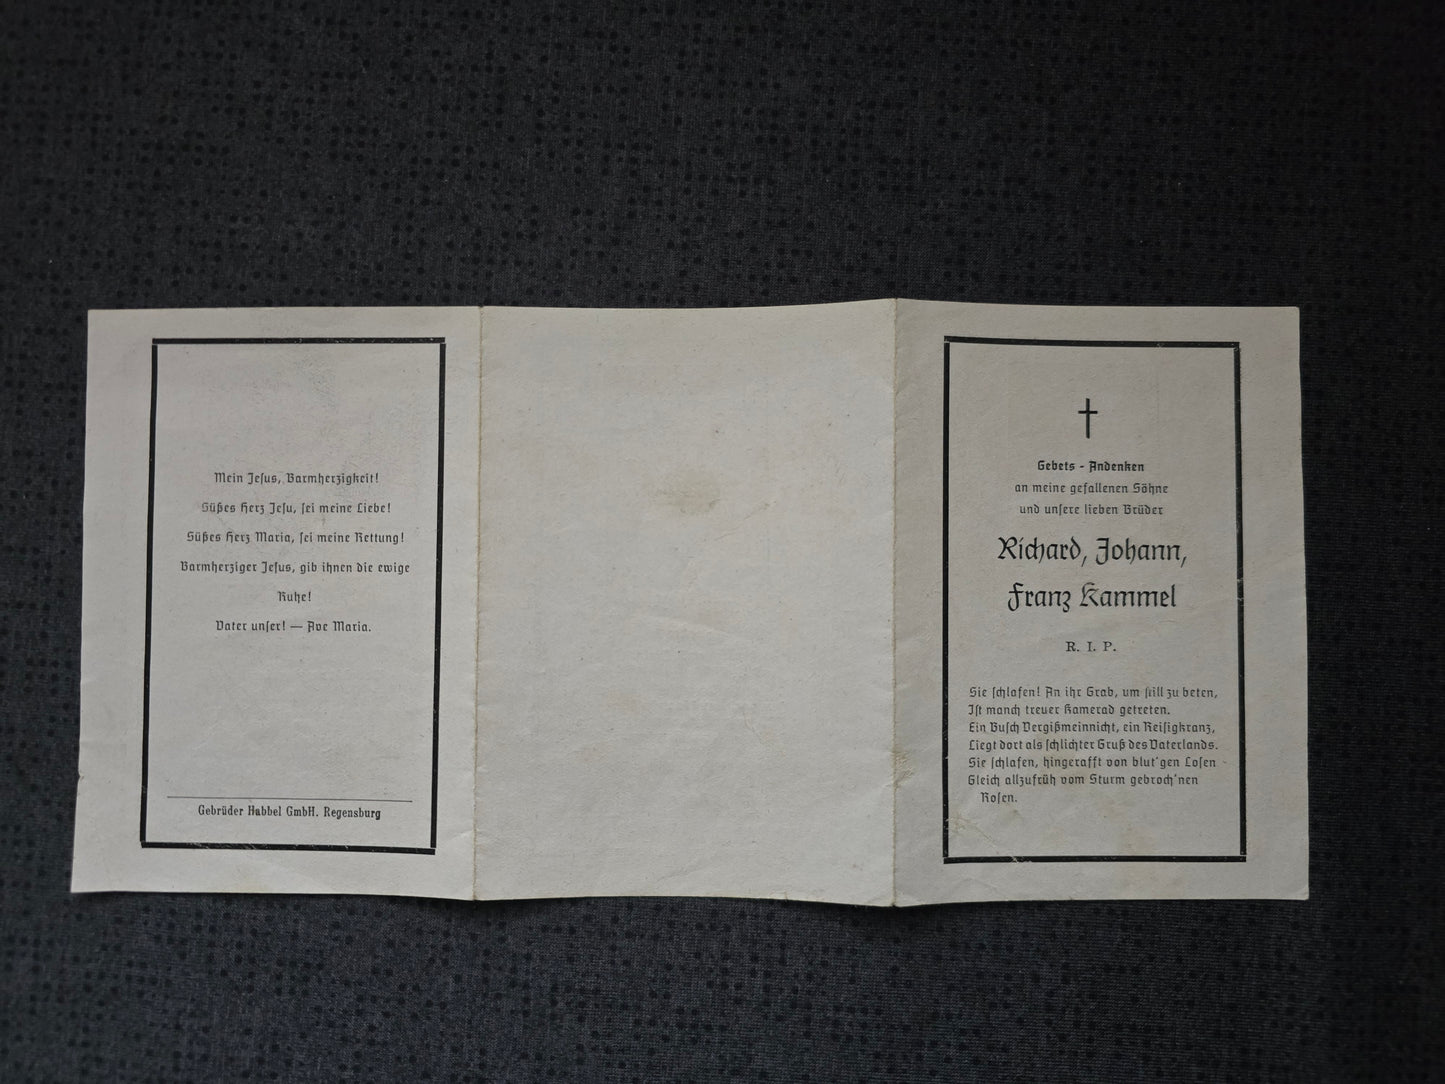 Mein Jesus, Barmherzigkeit!
Süßes Herz Jesu, sei meine Liebe!
Süßes Herz Maria, sei meine Rettung!
Barmherziger Jesus, gib ihnen die ewige
Ruhe!
Vater unser! — Ave Maria.
Gebrüder Habbel GmbH. Regensburg
Gebets - Andenken
an meine gefallenen Söhne
und unsere lieben Brüder
Richard, Johann,
Franz Kammel
R. I. P.
Sie schlafen! An ihr Grab, um still zu beten,
Ist manch treuer Kamerad getreten.
Ein Busch Vergißmeinnicht, ein Reisigkranz,
Liegt dort als schlichter Gruß des Vaterlands.
Sie schlafen, hingerafft von blut'gen Losen -
Gleich allzufrüh vom Sturm gebroch'nen
Rosen.